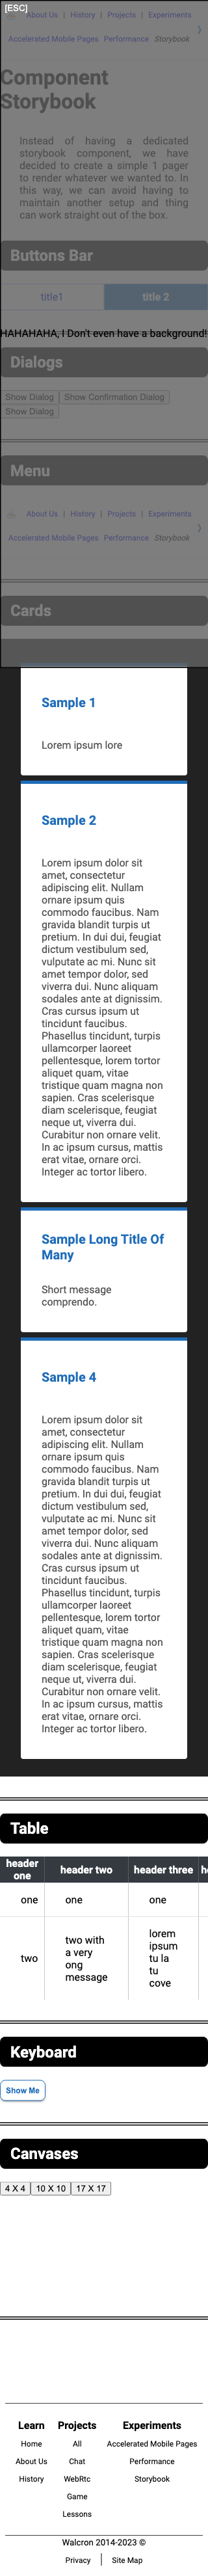 [ESC]
About Us | History | Projects | Experiments
Accelerated Mobile Pages Performance Storybook
Component
Storybook
Instead of having a dedicated
storybook component, we have
decided to create a simple 1 pager
to render whatever we wanted to. In
this way, we can avoid having to
maintain another setup and thing
can work straight out of the box.
Buttons Bar
title1 title 2
HAHAHAHA, I Don't even have a background!
Dialogs
Show Dialog Show Confirmation Dialog
Show Dialog
Menu
About Us | History | Projects | Experiments
Accelerated Mobile Pages Performance Storybook
Cards
Sample 1
Lorem ipsum lore
Sample 2
Lorem ipsum dolor sit
amet, consectetur
adipiscing elit. Nullam
ornare ipsum quis
commodo faucibus. Nam
gravida blandit turpis ut
pretium. In dui dui, feugiat
dictum vestibulum sed,
vulputate ac mi. Nunc sit
amet tempor dolor, sed
viverra dui. Nunc aliquam
sodales ante at dignissim.
Cras cursus ipsum ut
tincidunt faucibus.
Phasellus tincidunt, turpis
ullamcorper laoreet
pellentesque, lorem tortor
aliquet quam, vitae
tristique quam magna non
sapien. Cras scelerisque
diam scelerisque, feugiat
neque ut, viverra dui.
Curabitur non ornare velit.
In ac ipsum cursus, mattis
erat vitae, ornare orci.
Integer ac tortor libero.
Sample Long Title Of
Many
Short message
comprendo.
Sample 4
Lorem ipsum dolor sit
amet, consectetur
adipiscing elit. Nullam
ornare ipsum quis
commodo faucibus. Nam
gravida blandit turpis ut
pretium. In dui dui, feugiat
dictum vestibulum sed,
vulputate ac mi. Nunc sit
amet tempor dolor, sed
viverra dui. Nunc aliquam
sodales ante at dignissim.
Cras cursus ipsum ut
tincidunt faucibus.
Phasellus tincidunt, turpis
ullamcorper laoreet
pellentesque, lorem tortor
aliquet quam, vitae
tristique quam magna non
sapien. Cras scelerisque
diam scelerisque, feugiat
neque ut, viverra dui.
Curabitur non ornare velit.
In ac ipsum cursus, mattis
erat vitae, ornare orci.
Integer ac tortor libero.
Table
header one header two header three
one one one
two two with a very ong message lorem ipsum tu la tu cove
Keyboard
Show Me
Canvases
4 X 4 10 X 10 17 X 17
Learn Projects Experiments
Home All Accelerated Mobile Pages
About Us Chat Performance
History WebRtc Storybook
Game
Lessons
Walcron 2014-2023 ©
Privacy | Site Map